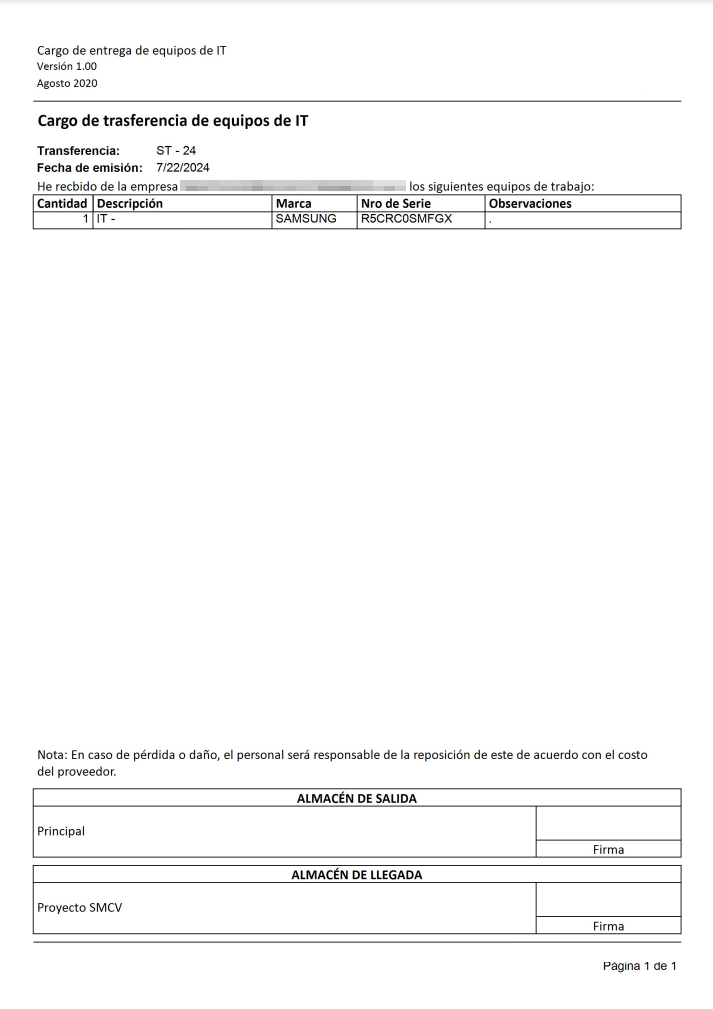 Cargo de entrega de equipos de IT
Versión 1.00
Agosto 2020
Cargo de trasferencia de equipos de IT
Transferencia: ST - 24
Fecha de emisión: 7/22/2024
He recbido de la empresa los siguientes equipos de trabajo:
Cantidad Descripción Marca Nro de Serie Observaciones
1 IT - SAMSUNG R5CRC0SMFGX .
Nota: En caso de pérdida o daño, el personal será responsable de la reposición de este de acuerdo con el costo
del proveedor.
ALMACÉN DE SALIDA
Principal
Firma
ALMACÉN DE LLEGADA
Proyecto SMCV
Firma
Página 1 de 1